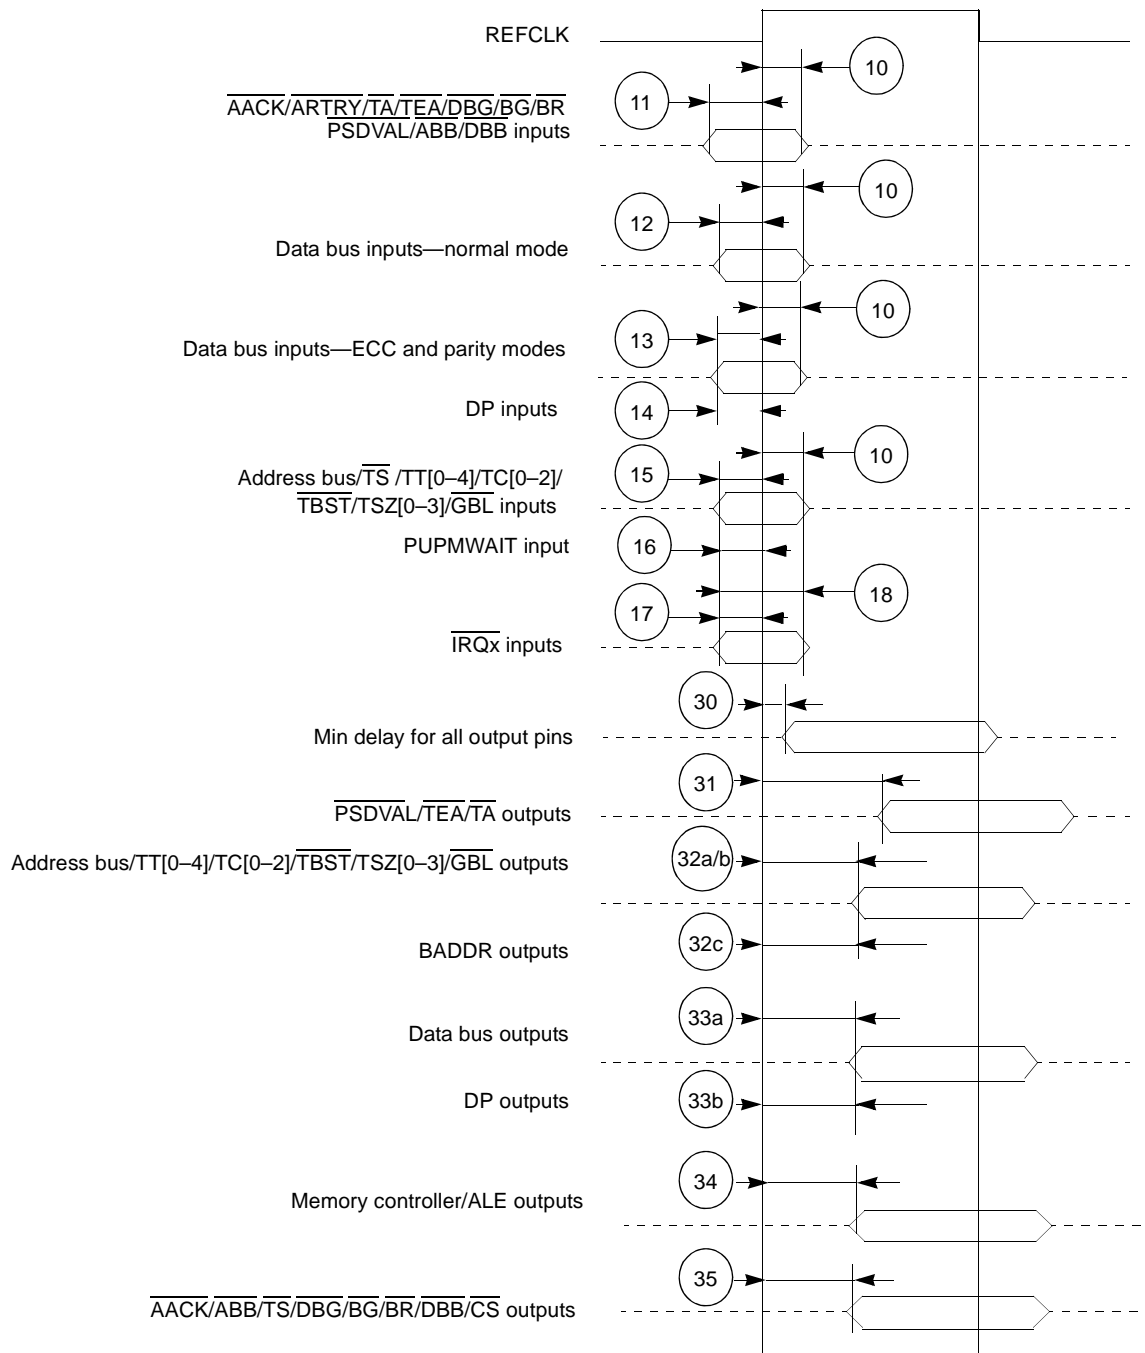 REFCLK
10
11
AACK/ARTRY/TA/TEA/DBG/BG/BR
PSDVAL/ABB/DBB inputs
10
12
Data bus inputs—normal mode
10
13
Data bus inputs—ECC and parity modes
DP inputs
14
10
15
Address bus/TS /TT[0–4]/TC[0–2]/
TBST/TSZ[0–3]/GBL inputs
PUPMWAIT input
16
18
17
IRQx inputs
30
Min delay for all output pins
31
PSDVAL/TEA/TA outputs
32a/b
Address bus/TT[0–4]/TC[0–2]/TBST/TSZ[0–3]/GBL outputs
32c
BADDR outputs
33a
Data bus outputs
DP outputs
33b
34
Memory controller/ALE outputs
35
AACK/ABB/TS/DBG/BG/BR/DBB/CS outputs